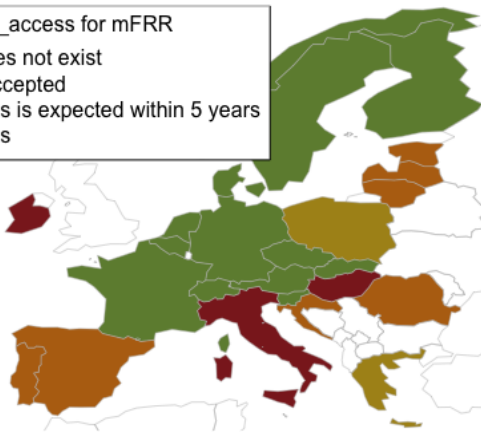 _access for mFRR
es not exist
ccepted
s is expected within 5 years
s